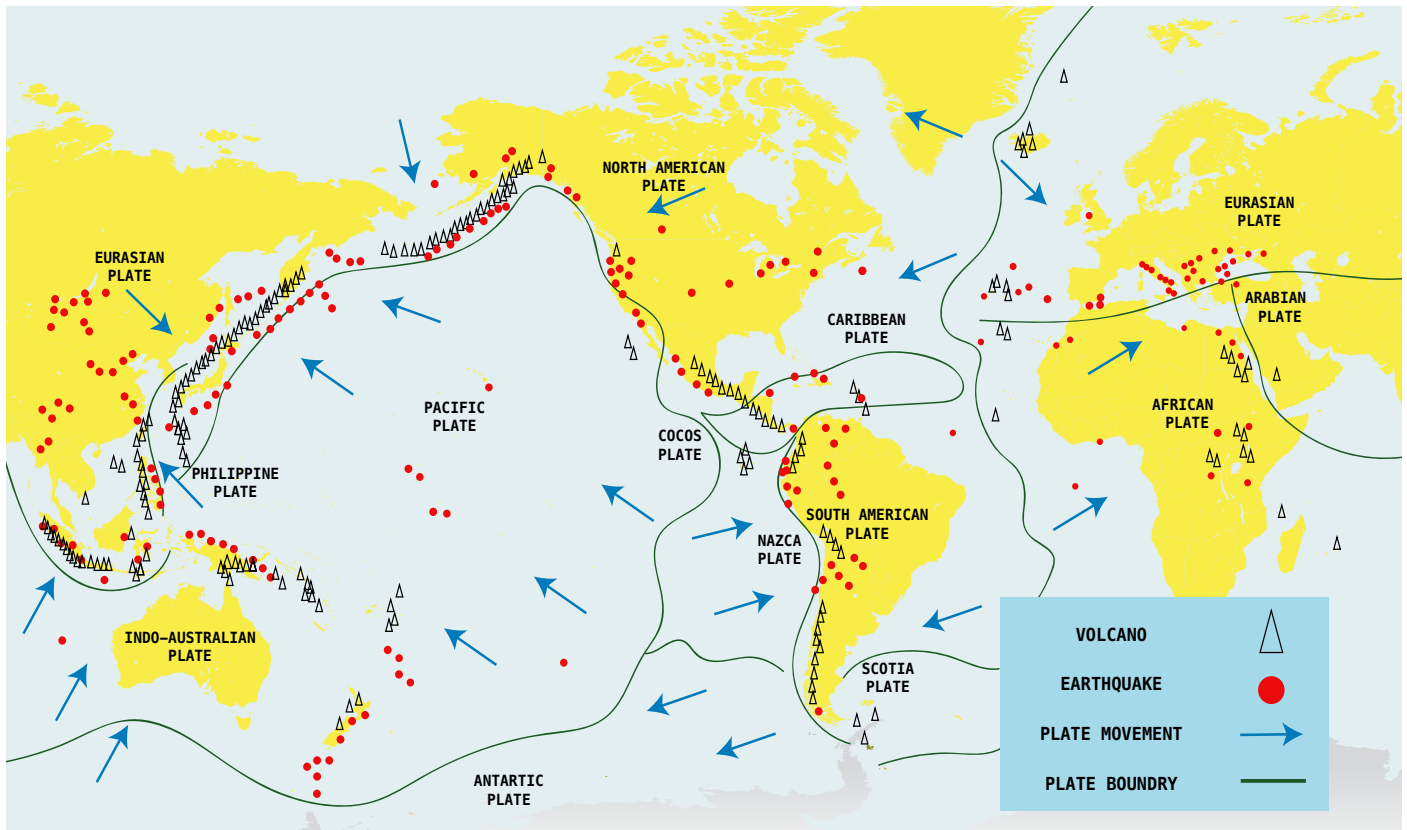 NORTH AMERICAN
PLATE
EURASIAN
PLATE
EURASIAN
PLATE
ARABIAN
PLATE
CARIBBEAN
PLATE
PACIFIC
PLATE
COCOS
PLATE
AFRICAN
PLATE
PHILIPPINE
PLATE
SOUTH AMERICAN
PLATE
NAZCA
PLATE
INDO–AUSTRALIAN
PLATE
SCOTIA
PLATE
ANTARTIC
PLATE
VOLCANO
EARTHQUAKE
PLATE MOVEMENT
PLATE BOUNDRY